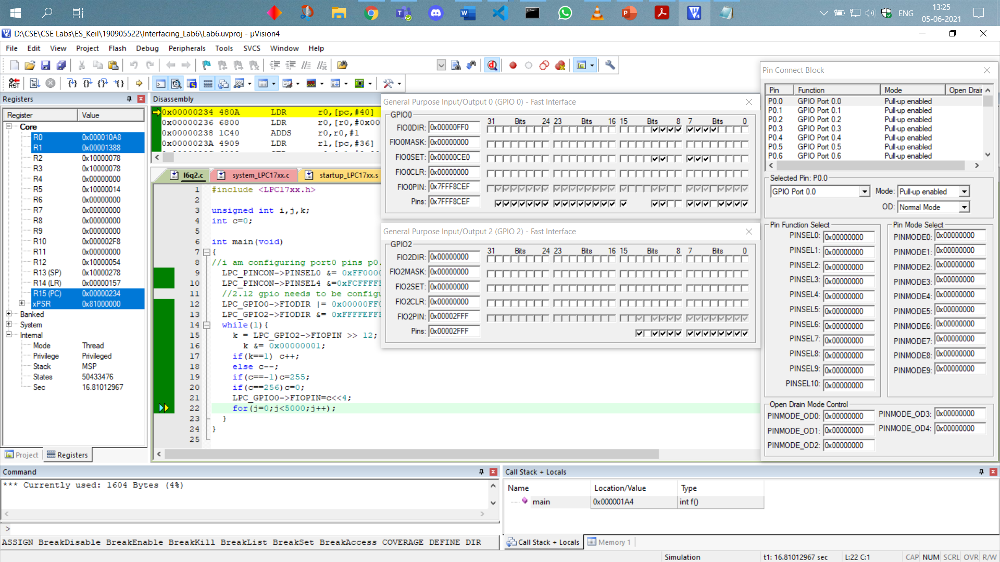 13:25
ENG
05-06-2021
D:\CSE\CSE Labs\ES_Keil\190905522\Interfacing_Lab6\Lab6.uvproj - µVision4
File Edit View Project Flash Debug Peripherals Tools SVCS Window Help
Registers
Register Value
Core
R0 0x000010A8
R1 0x00001388
R2 0x10000078
R3 0x10000078
R4 0x00000000
R5 0x10000014
R6 0x00000000
R7 0x00000000
R8 0x00000000
R9 0x00000000
R10 0x000002F8
R11 0x00000000
R12 0x10000054
R13 (SP) 0x10000278
R14 (LR) 0x00000157
R15 (PC) 0x00000234
xPSR 0x81000000
Banked
System
Internal
Mode Thread
Privilege Privileged
Stack MSP
States 50433476
Sec 16.81012967
Project Registers
Disassembly
0x00000234 480A LDR r0,[pc,#40]
0x00000236 6800 LDR r0,[r0,#0x00
0x00000238 1C40 ADDS r0,r0,#1
0x0000023A 4909 LDR r1,[pc,#36]
l6q2.c system_LPC17xx.c startup_LPC17xx.s
1 #include <LPC17xx.h>
2
3 unsigned int i,j,k;
4 int c=0;
5
6 int main(void)
7 {
8 //i am configuring port0 pins p0.
9 LPC_PINCON->PINSEL0 &= 0xFF0000
10 LPC_PINCON->PINSEL4 &=0xFCFFFFF
11 //2.12 gpio needs to be configu
12 LPC_GPIO0->FIODIR |= 0x00000FF0
13 LPC_GPIO2->FIODIR &= 0xFFFFEFFF
14 while(1){
15 k = LPC_GPIO2->FIOPIN >> 12;
16 k &= 0x00000001;
17 if(k==1) c++;
18 else c--;
19 if(c==-1)c=255;
20 if(c==256)c=0;
21 LPC_GPIO0->FIOPIN=c<<4;
22 for(j=0;j<5000;j++);
23 }
24 }
25
General Purpose Input/Output 0 (GPIO 0) - Fast Interface
GPIO0
31 Bits 24 23 Bits 16 15 Bits 8 7 Bits 0
FIO0DIR: 0x00000FF0
FIO0MASK: 0x00000000
FIO0SET: 0x00000CE0
FIO0CLR: 0x00000000
FIO0PIN: 0x7FFF8CEF
Pins: 0x7FFF8CEF
General Purpose Input/Output 2 (GPIO 2) - Fast Interface
GPIO2
31 Bits 24 23 Bits 16 15 Bits 8 7 Bits 0
FIO2DIR: 0x00000000
FIO2MASK: 0x00000000
FIO2SET: 0x00000000
FIO2CLR: 0x00000000
FIO2PIN: 0x00002FFF
Pins: 0x00002FFF
Pin Connect Block
Pin Function Mode Open Drain
P0.0 GPIO Port 0.0 Pull-up enabled
P0.1 GPIO Port 0.1 Pull-up enabled
P0.2 GPIO Port 0.2 Pull-up enabled
P0.3 GPIO Port 0.3 Pull-up enabled
P0.4 GPIO Port 0.4 Pull-up enabled
P0.5 GPIO Port 0.5 Pull-up enabled
P0.6 GPIO Port 0.6 Pull-up enabled
Selected Pin: P0.0
GPIO Port 0.0 Mode: Pull-up enabled
OD: Normal Mode
Pin Function Select
PINSEL0: 0x00000000
PINSEL1: 0x00000000
PINSEL2: 0x00000000
PINSEL3: 0x00000000
PINSEL4: 0x00000000
PINSEL5: 0x00000000
PINSEL6: 0x00000000
PINSEL7: 0x00000000
PINSEL8: 0x00000000
PINSEL9: 0x00000000
PINSEL10: 0x00000000
Pin Mode Select
PINMODE0: 0x00000000
PINMODE1: 0x00000000
PINMODE2: 0x00000000
PINMODE3: 0x00000000
PINMODE4: 0x00000000
PINMODE5: 0x00000000
PINMODE6: 0x00000000
PINMODE7: 0x00000000
PINMODE8: 0x00000000
PINMODE9: 0x00000000
Open Drain Mode Control
PINMODE_OD0: 0x00000000 PINMODE_OD3: 0x00000000
PINMODE_OD1: 0x00000000 PINMODE_OD4: 0x00000000
PINMODE_OD2: 0x00000000
Command
*** Currently used: 1604 Bytes (4%)
>
ASSIGN BreakDisable BreakEnable BreakKill BreakList BreakSet BreakAccess COVERAGE DEFINE DIR
Call Stack + Locals
Name Location/Value Type
main 0x000001A4 int f()
Call Stack + Locals Memory 1
Simulation t1: 16.81012967 sec L:22 C:1 CAP NUM SCRL OVR R/W